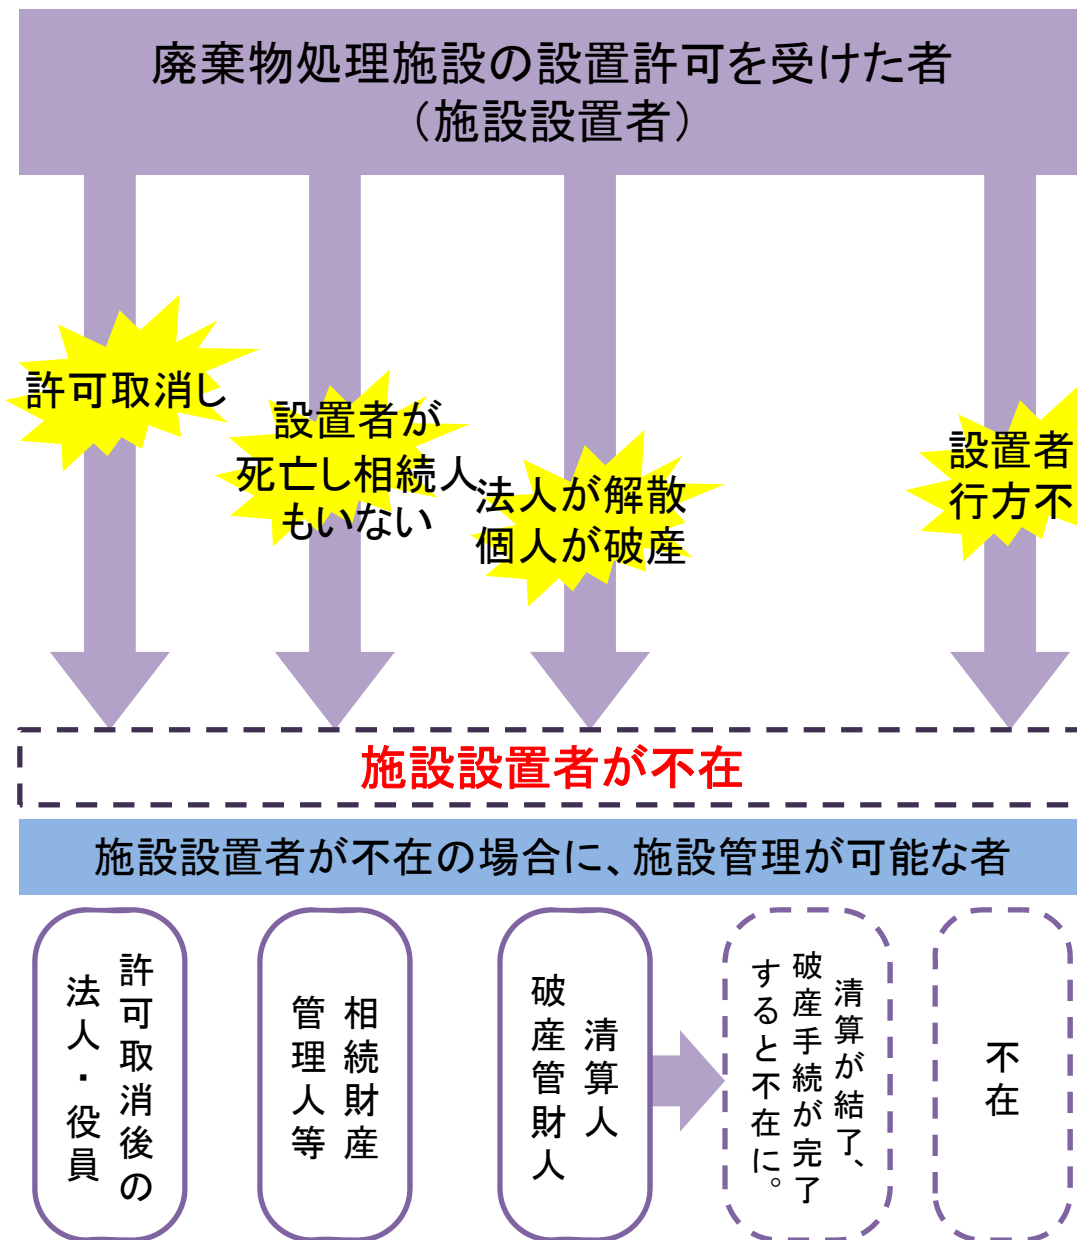 廃棄物処理施設の設置許可を受けた者
（施設設置者）
許可取消し
設置者が
死亡し相続人
もいない
法人が解散
個人が破産
設置者
行方不
施設設置者が不在
施設設置者が不在の場合に、施設管理が可能な者
許可取消後の
法人・役員
相続財産
管理人等
清算人
破産管財人
清算が結了、
破産手続が完了
すると不在に。
不在